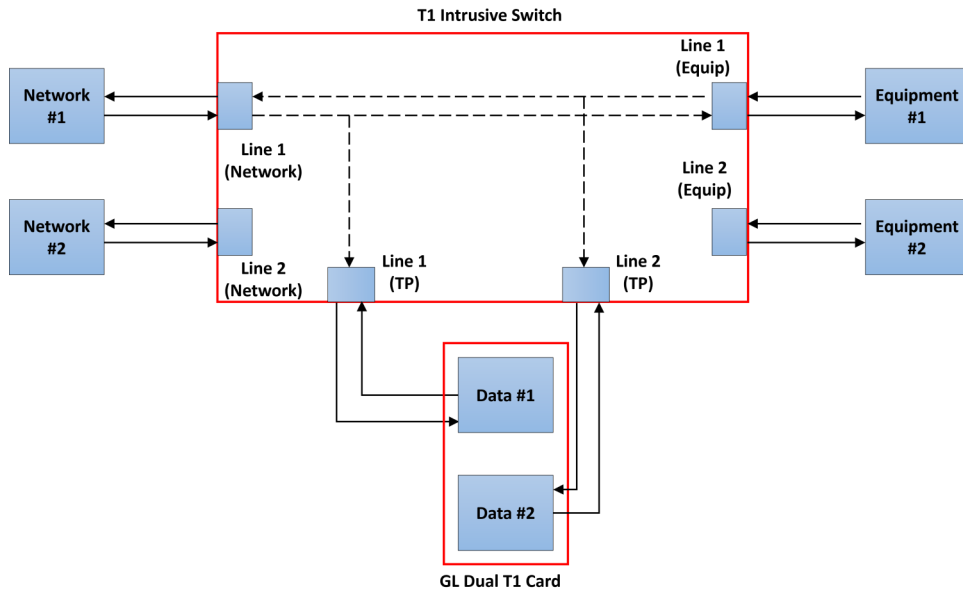 T1 Intrusive Switch
Line 1
(Equip)
Network
#1
Equipment
#1
Line 1
(Network)
Line 2
(Equip)
Network
#2
Equipment
#2
Line 2
(Network)
Line 1
(TP)
Line 2
(TP)
Data #1
Data #2
GL Dual T1 Card